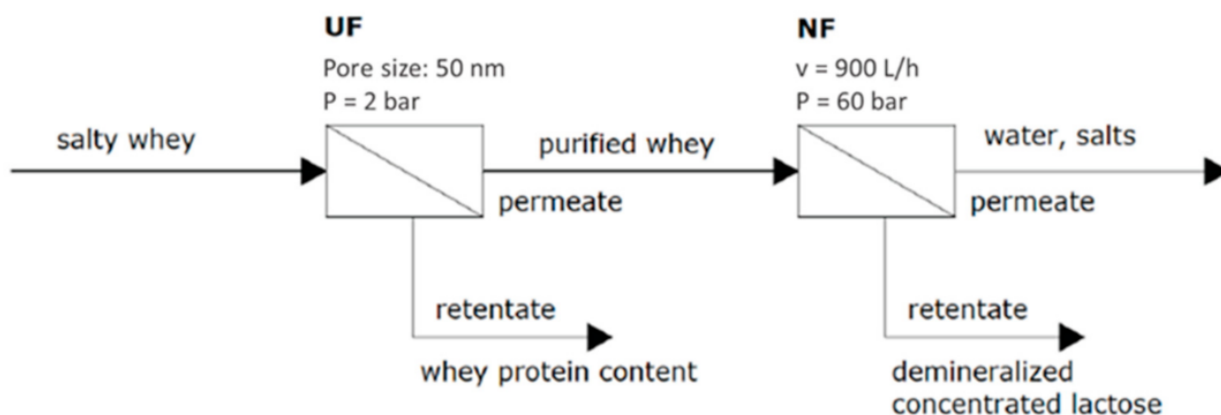 UF
Pore size: 50 nm
P = 2 bar
NF
v = 900 L/h
P = 60 bar
salty whey
purified whey
permeate
water, salts
permeate
retentate
whey protein content
retentate
demineralized
concentrated lactose